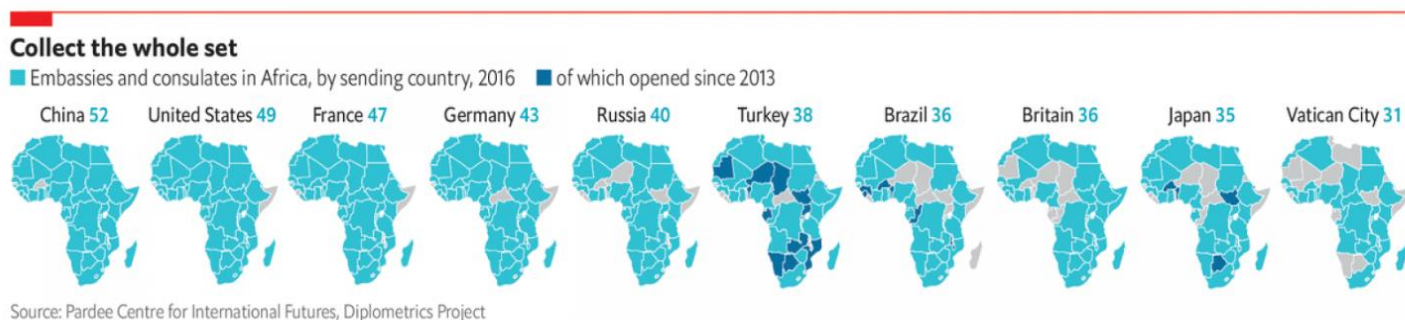 Collect the whole set
Embassies and consulates in Africa, by sending country, 2016 of which opened since 2013
China 52 United States 49 France 47 Germany 43 Russia 40 Turkey 38 Brazil 36 Britain 36 Japan 35 Vatican City 31
Source: Pardee Centre for International Futures, Diplometrics Project